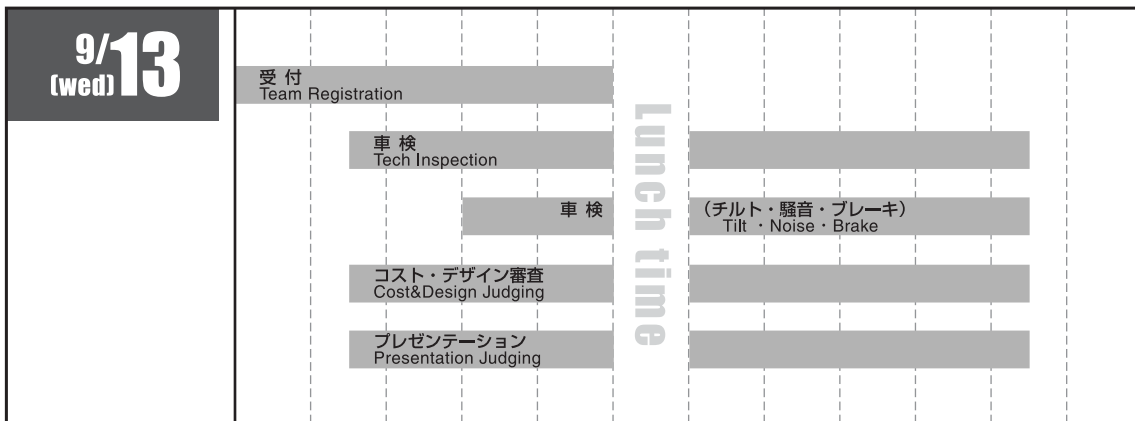 9/13
(wed)
受 付
Team Registration
車 検
Tech Inspection
車 検 （チルト・騒音・ブレーキ）
Tilt ・Noise・Brake
コスト・デザイン審査
Cost&Design Judging
プレゼンテーション
Presentation Judging
Lunch time